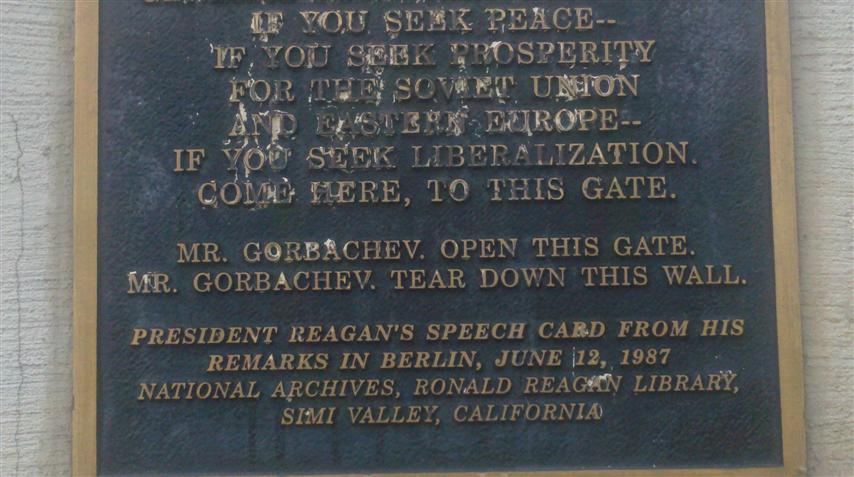 IF YOU SEEK PEACE--
IF YOU SEEK PROSPERITY
FOR THE SOVIET UNION
AND EASTERN EUROPE--
IF YOU SEEK LIBERALIZATION.
COME HERE, TO THIS GATE.
MR. GORBACHEV. OPEN THIS GATE.
MR. GORBACHEV. TEAR DOWN THIS WALL.
PRESIDENT REAGAN'S SPEECH CARD FROM HIS
REMARKS IN BERLIN, JUNE 12, 1987
NATIONAL ARCHIVES, RONALD REAGAN LIBRARY,
SIMI VALLEY, CALIFORNIA